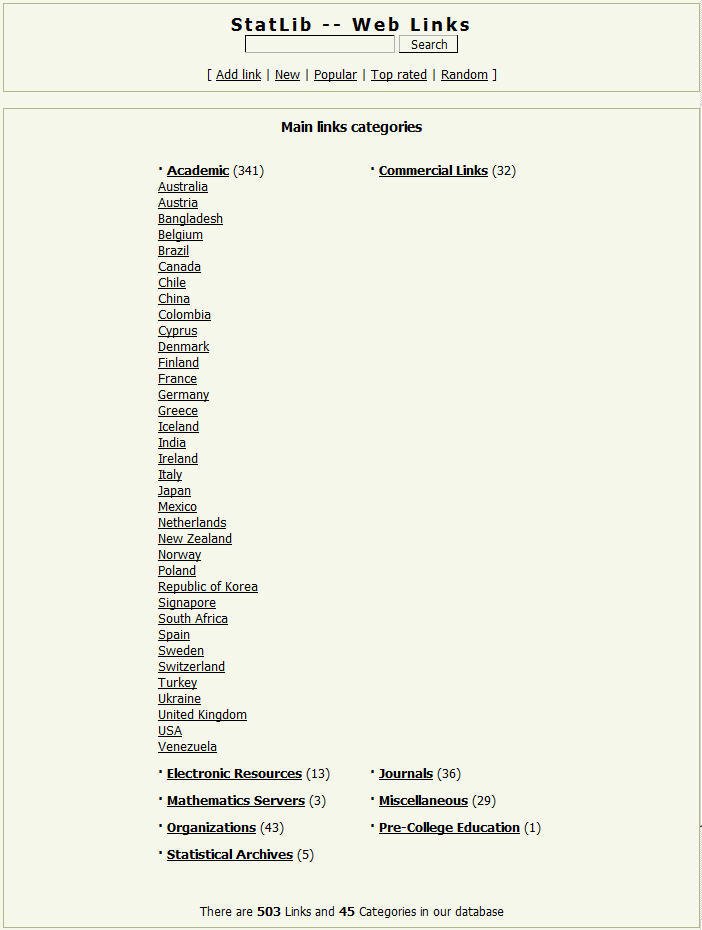 StatLib -- Web Links
Search
[ Add link | New | Popular | Top rated | Random ]
Main links categories
· Academic (341) · Commercial Links (32)
Australia
Austria
Bangladesh
Belgium
Brazil
Canada
Chile
China
Colombia
Cyprus
Denmark
Finland
France
Germany
Greece
Iceland
India
Ireland
Italy
Japan
Mexico
Netherlands
New Zealand
Norway
Poland
Republic of Korea
Signapore
South Africa
Spain
Sweden
Switzerland
Turkey
Ukraine
United Kingdom
USA
Venezuela
· Electronic Resources (13) · Journals (36)
· Mathematics Servers (3) · Miscellaneous (29)
· Organizations (43) · Pre-College Education (1)
· Statistical Archives (5)
There are 503 Links and 45 Categories in our database